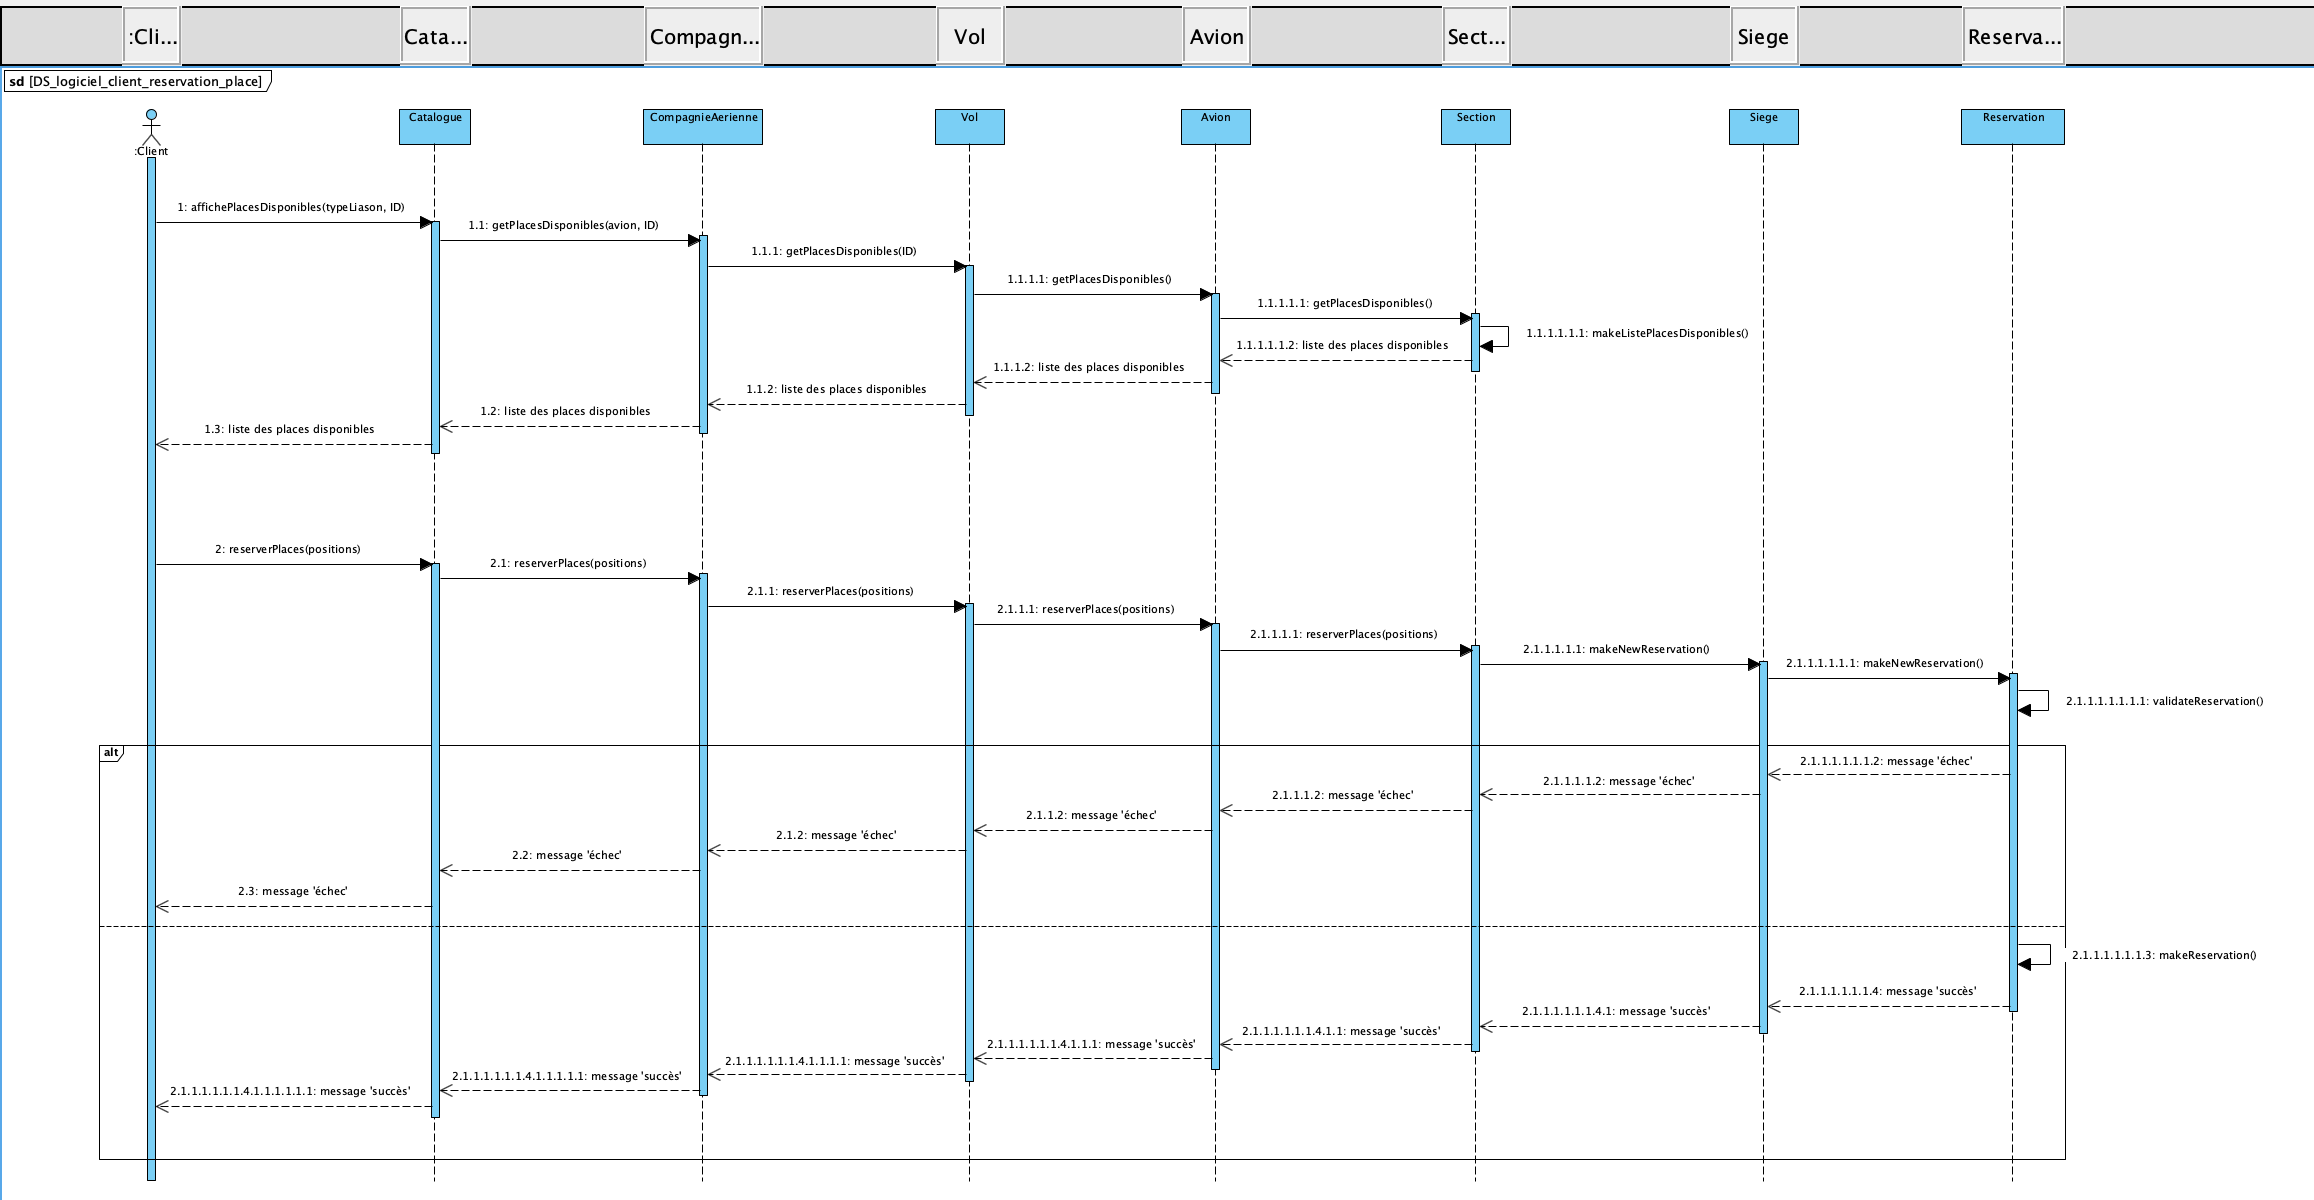 :Cli...
Cata...
Compagn...
Vol
Avion
Sect...
Siege
Reserva...
sd [DS_logiciel_client_reservation_place]
:Client
Catalogue
CompagnieAerienne
Vol
Avion
Section
Siege
Reservation
1: affichePlacesDisponibles(typeLiason, ID)
1.1: getPlacesDisponibles(avion, ID)
1.1.1: getPlacesDisponibles(ID)
1.1.1.1: getPlacesDisponibles()
1.1.1.1.1: getPlacesDisponibles()
1.1.1.1.1.1: makeListePlacesDisponibles()
1.1.1.1.1.2: liste des places disponibles
1.1.1.2: liste des places disponibles
1.1.2: liste des places disponibles
1.2: liste des places disponibles
1.3: liste des places disponibles
2: reserverPlaces(positions)
2.1: reserverPlaces(positions)
2.1.1: reserverPlaces(positions)
2.1.1.1: reserverPlaces(positions)
2.1.1.1.1: reserverPlaces(positions)
2.1.1.1.1.1: makeNewReservation()
2.1.1.1.1.1.1: makeNewReservation()
2.1.1.1.1.1.1.1: validateReservation()
alt
2.1.1.1.1.1.1.2: message 'échec'
2.1.1.1.1.2: message 'échec'
2.1.1.1.2: message 'échec'
2.1.1.2: message 'échec'
2.1.2: message 'échec'
2.2: message 'échec'
2.3: message 'échec'
2.1.1.1.1.1.1.3: makeReservation()
2.1.1.1.1.1.1.4: message 'succès'
2.1.1.1.1.1.1.4.1: message 'succès'
2.1.1.1.1.1.1.4.1.1: message 'succès'
2.1.1.1.1.1.1.4.1.1.1: message 'succès'
2.1.1.1.1.1.1.4.1.1.1.1: message 'succès'
2.1.1.1.1.1.1.4.1.1.1.1.1: message 'succès'
2.1.1.1.1.1.1.4.1.1.1.1.1.1: message 'succès'